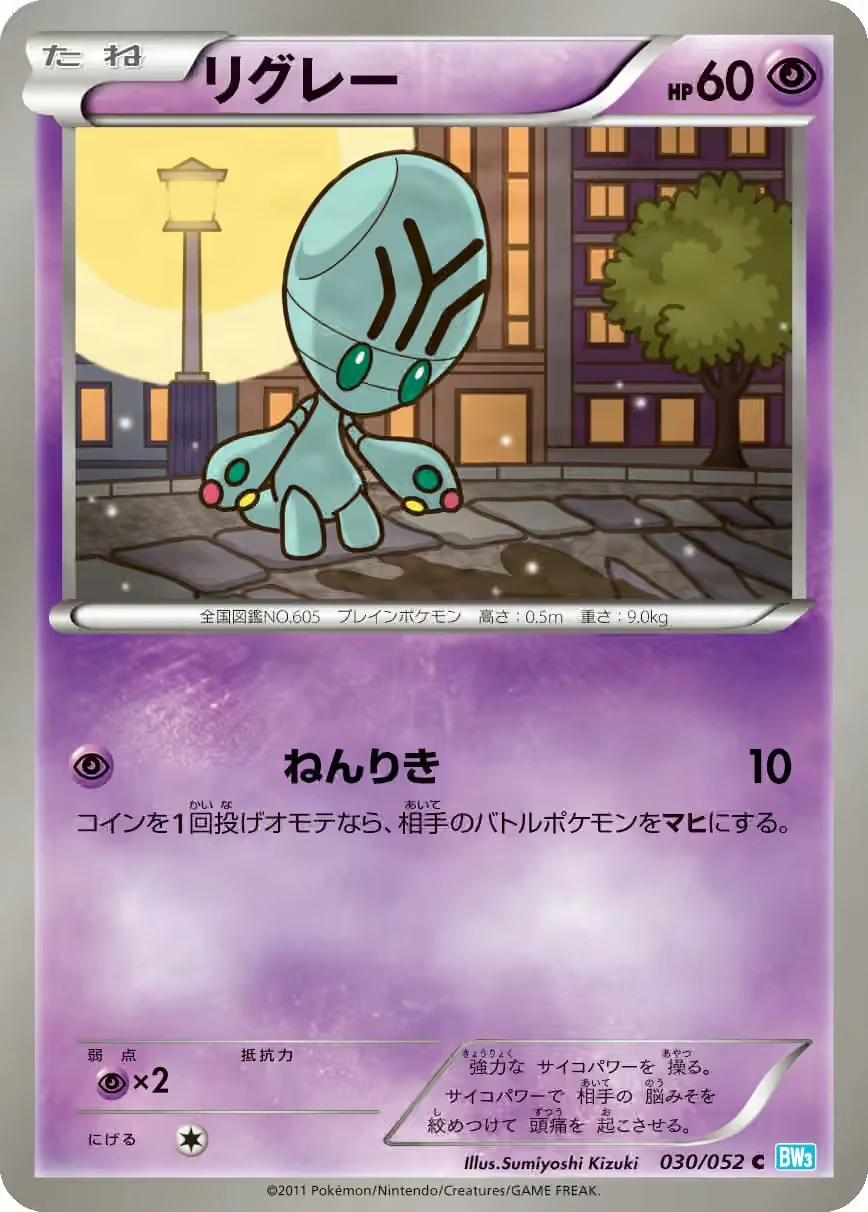 たね リグレー HP60
全国図鑑NO.605 ブレインポケモン 高さ:0.5m 重さ:9.0kg
ねんりき 10
コインを1回投げオモテなら、相手のバトルポケモンをマヒにする。
弱点 抵抗力
×2
にげる
強力な サイコパワーを 操る。
サイコパワーで 相手の 脳みそを
絞めつけて 頭痛を 起こさせる。
Illus.Sumiyoshi Kizuki 030/052 C BW3
©2011 Pokémon/Nintendo/Creatures/GAME FREAK.